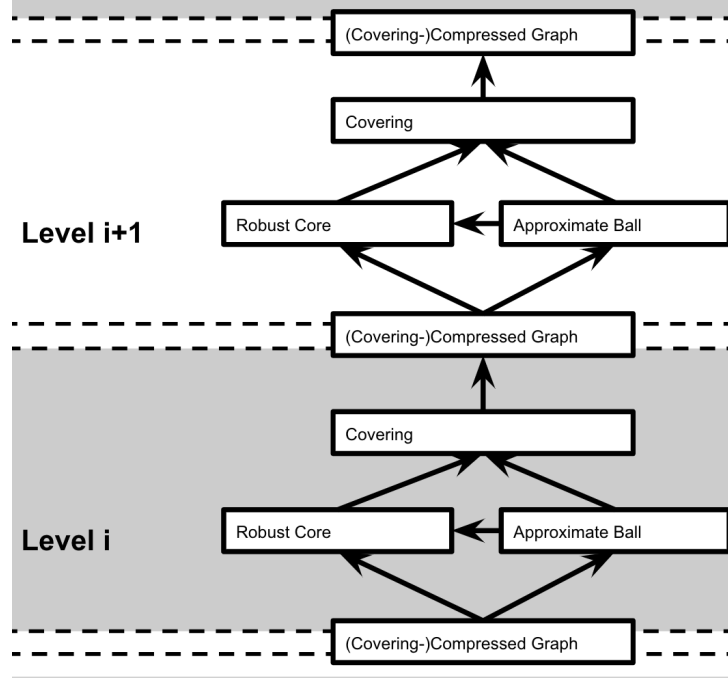 (Covering-)Compressed Graph
Covering
Level i+1
Robust Core
Approximate Ball
(Covering-)Compressed Graph
Covering
Level i
Robust Core
Approximate Ball
(Covering-)Compressed Graph